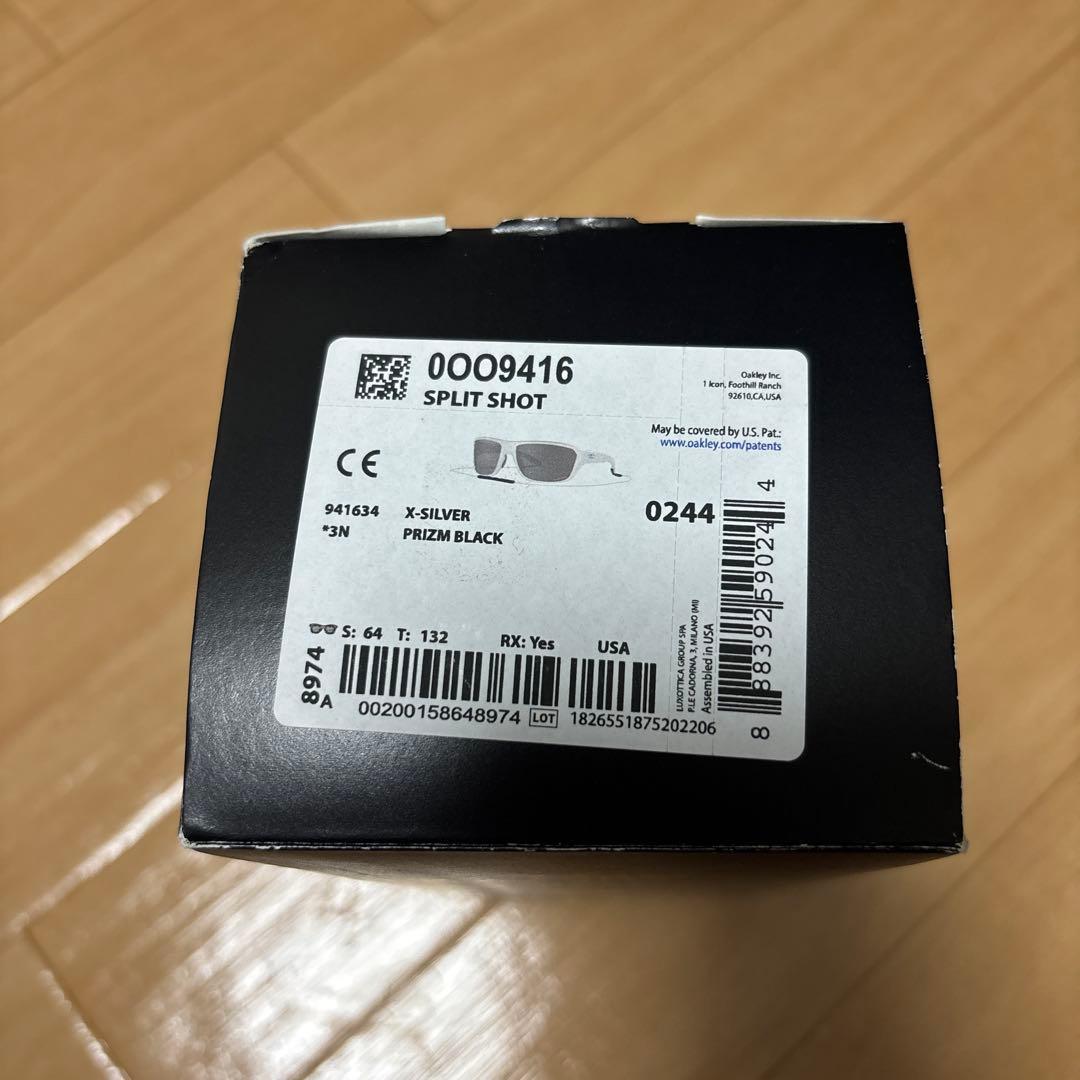 0OO9416
SPLIT SHOT
Oakley Inc.
1 Icon, Foothill Ranch
92610,CA,USA
May be covered by U.S. Pat.:
www.oakley.com/patents
CE
941634 X-SILVER
*3N PRIZM BLACK
0244
S: 64 T: 132 RX: Yes USA
8974 A
00200158648974 LOT 1826551875202206
LUXOTTICA GROUP SPA
P.LE CADORNA, 3, MILANO (MI)
Assembled in USA
8 88392 59024 4